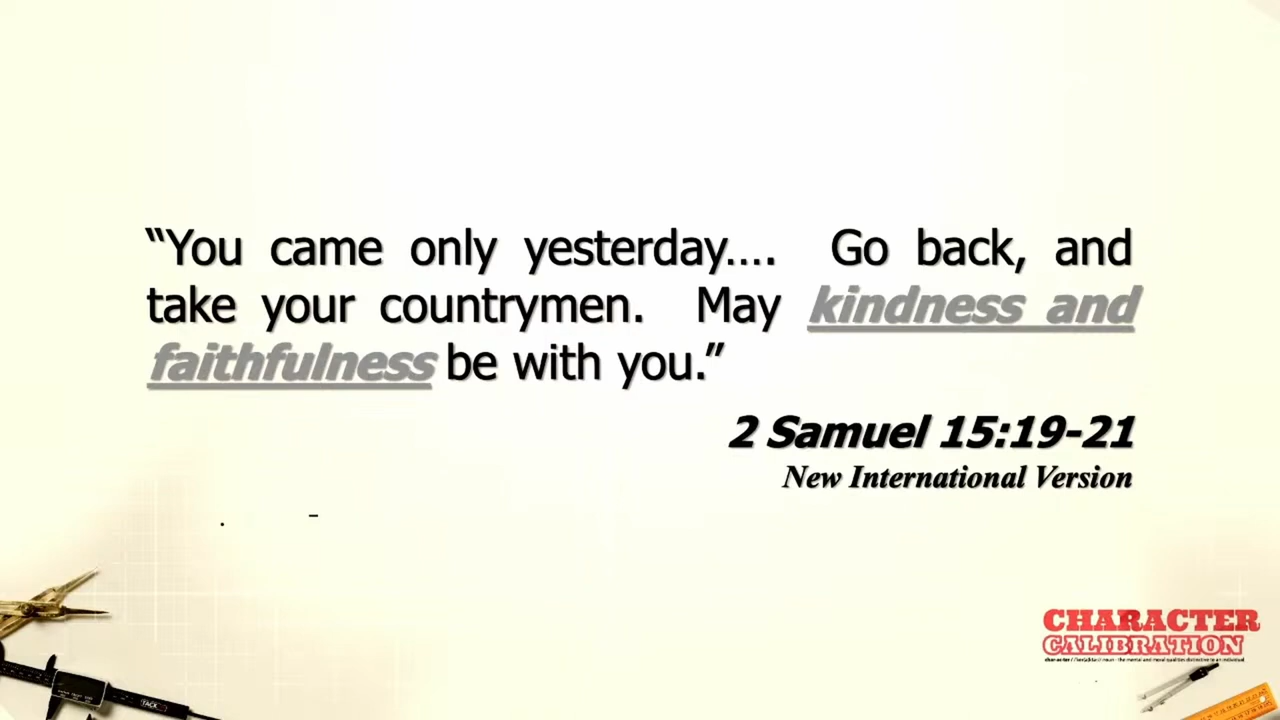 “You came only yesterday.... Go back, and
take your countrymen. May kindness and
faithfulness be with you.”
2 Samuel 15:19-21
New International Version
. -
CHARACTER
CALIBRATION